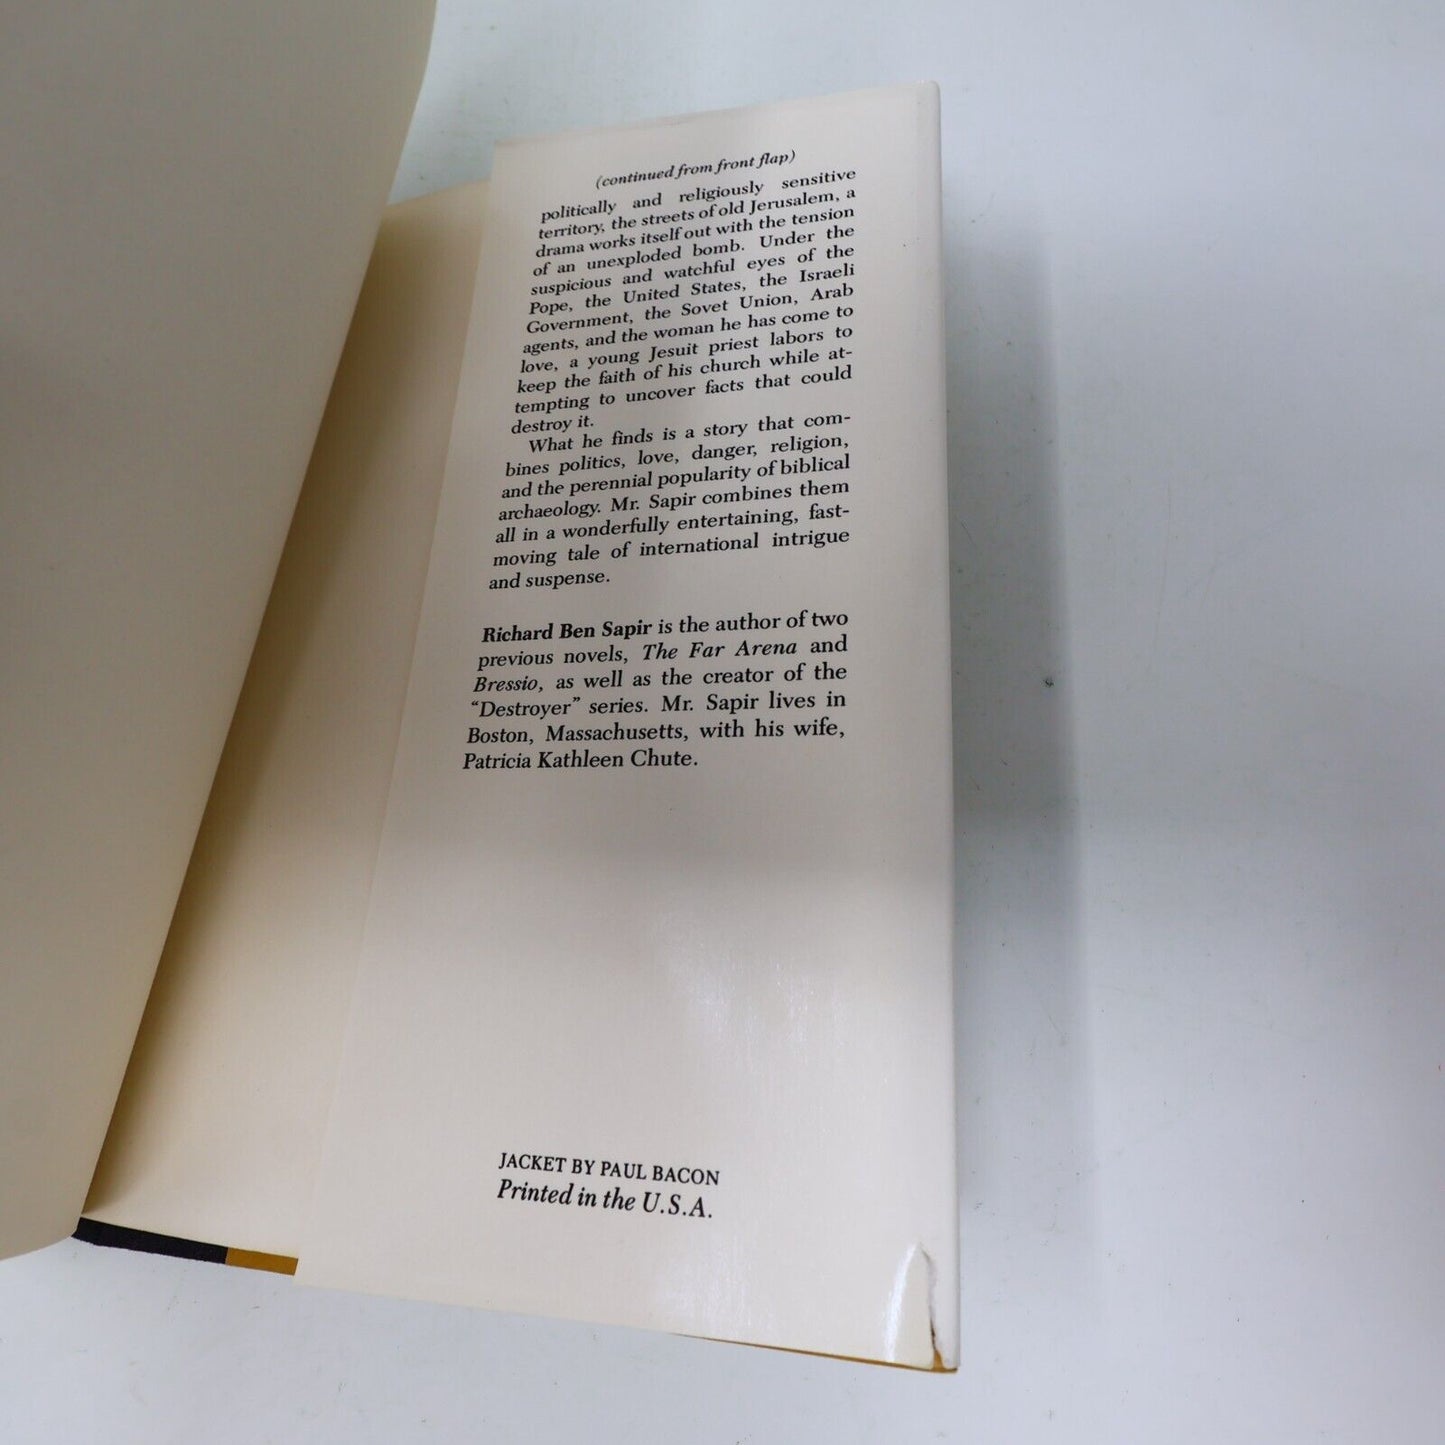 (continued from front flap)
politically and religiously sensitive
territory, the streets of old Jerusalem, a
drama works itself out with the tension
of an unexploded bomb. Under the
suspicious and watchful eyes of the
Pope, the United States, the Israeli
Government, the Sovet Union, Arab
agents, and the woman he has come to
love, a young Jesuit priest labors to
keep the faith of his church while at-
tempting to uncover facts that could
destroy it.
What he finds is a story that com-
bines politics, love, danger, religion,
and the perennial popularity of biblical
archaeology. Mr. Sapir combines them
all in a wonderfully entertaining, fast-
moving tale of international intrigue
and suspense.
Richard Ben Sapir is the author of two
previous novels, The Far Arena and
Bressio, as well as the creator of the
“Destroyer” series. Mr. Sapir lives in
Boston, Massachusetts, with his wife,
Patricia Kathleen Chute.
JACKET BY PAUL BACON
Printed in the U.S.A.